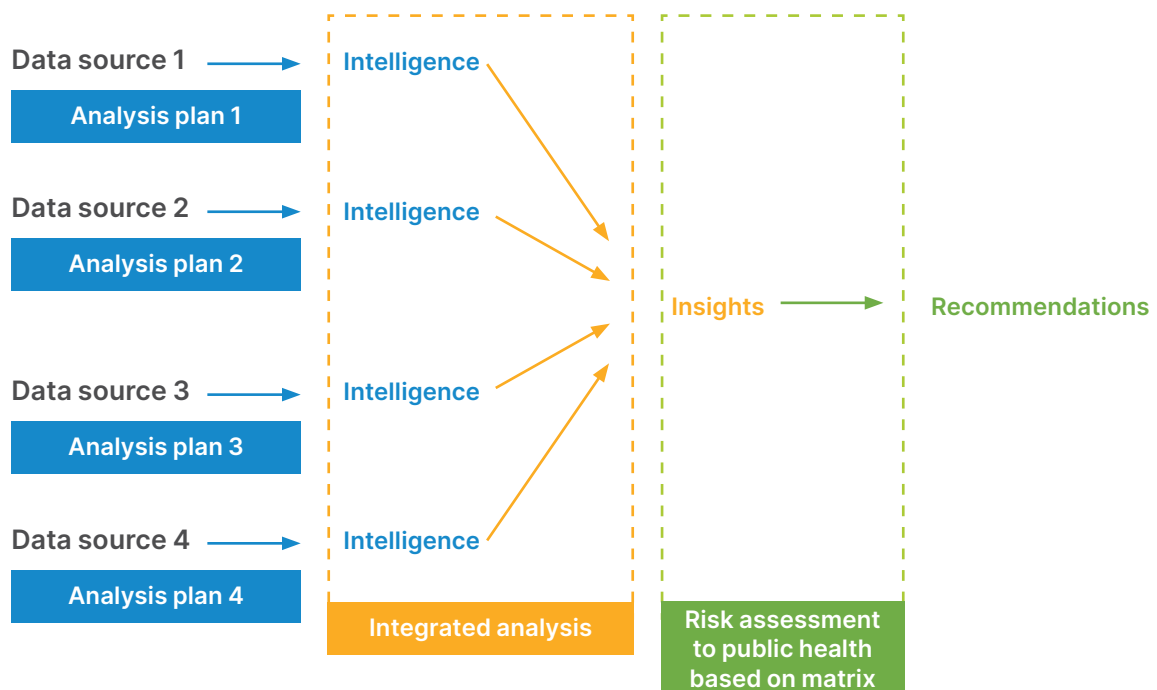 Data source 1
Intelligence
Analysis plan 1
Data source 2
Intelligence
Analysis plan 2
Insights
Recommendations
Data source 3
Intelligence
Analysis plan 3
Data source 4
Intelligence
Analysis plan 4
Integrated analysis
Risk assessment
to public health
based on matrix